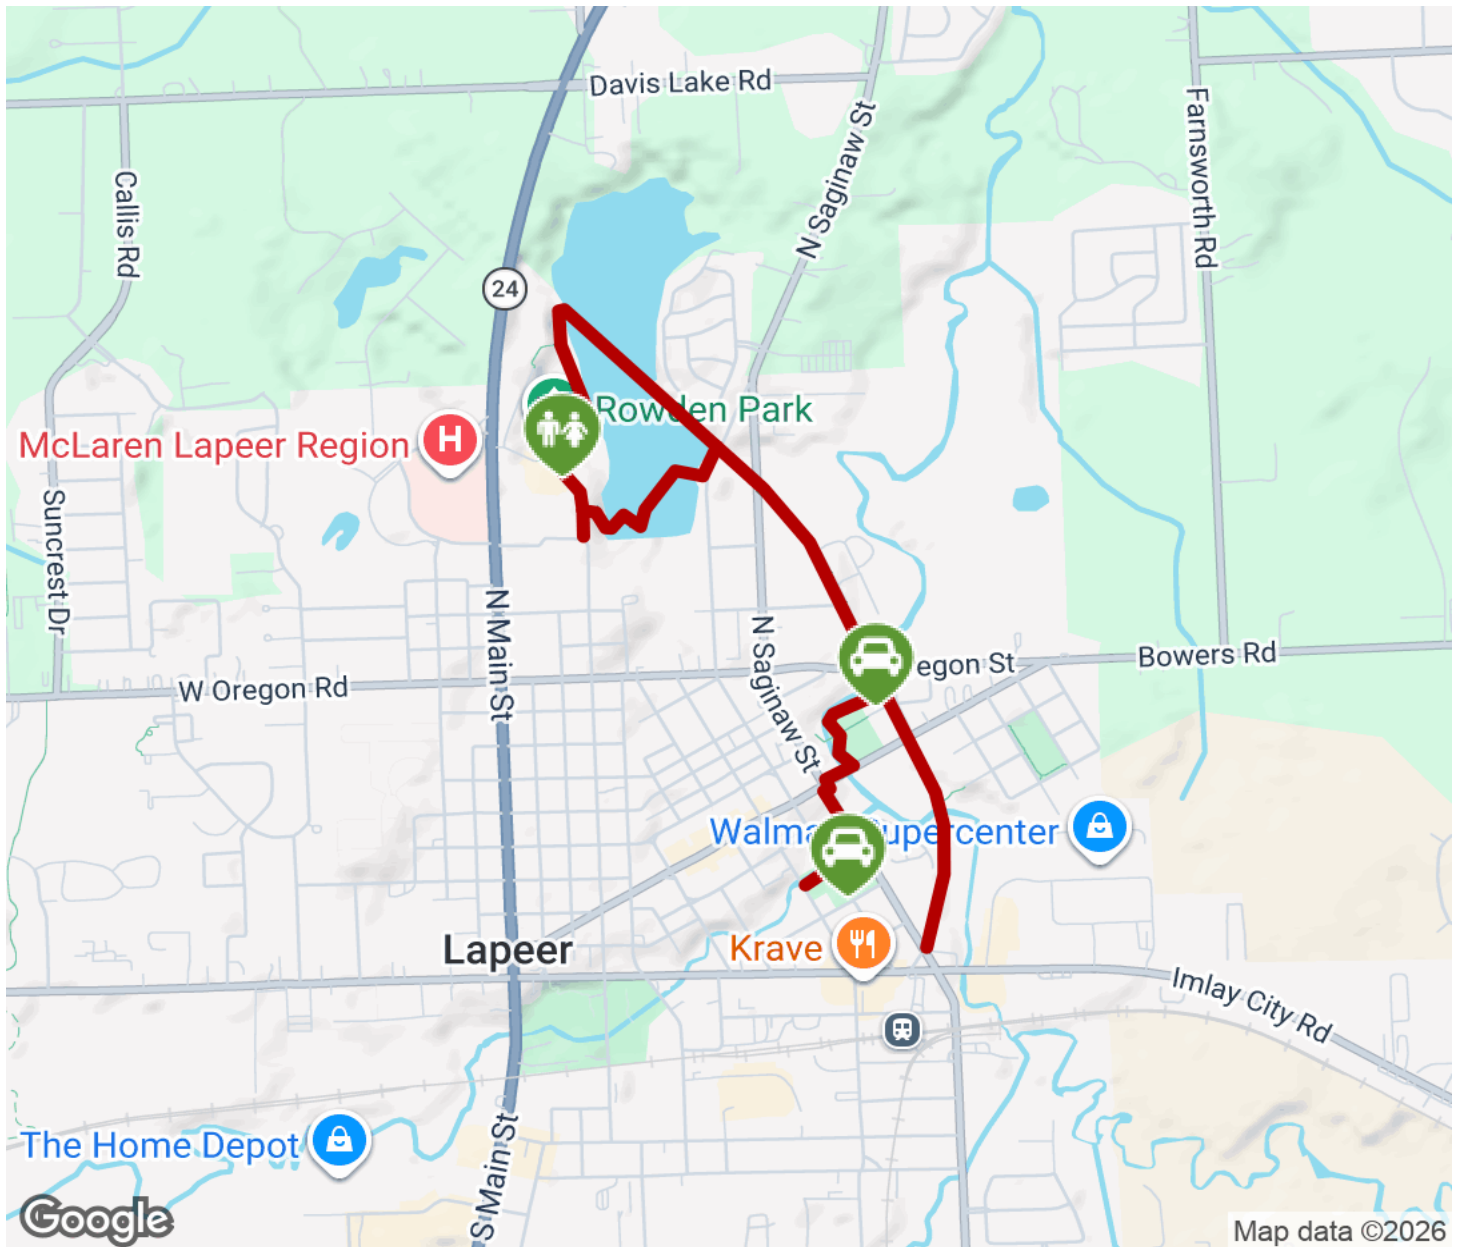 Davis Lake Rd
N Saginaw St
Farnsworth Rd
Callis Rd
24
Rowden Park
McLaren Lapeer Region
H
Suncrest Dr
N Main St
N Saginaw St
egon St
Bowers Rd
W Oregon Rd
Walma upercenter
Krave
Lapeer
Imlay City Rd
The Home Depot
S Main St
Google
Map data ©2026